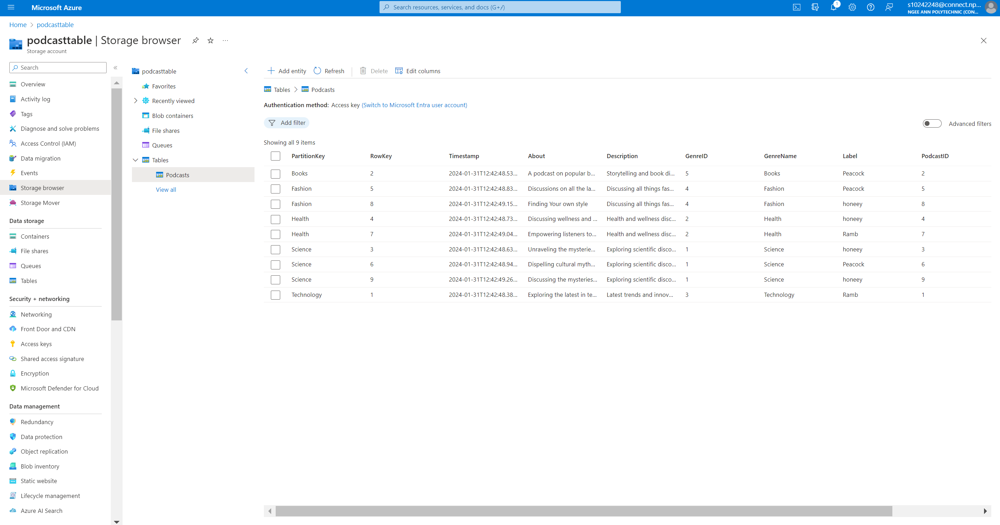 Microsoft Azure
Search resources, services, and docs (G+/)
1
s10242248@connect.np...
NGEE ANN POLYTECHNIC (CON...
Home > podcasttable
podcasttable | Storage browser
Storage account
Search
Overview
Activity log
Tags
Diagnose and solve problems
Access Control (IAM)
Data migration
Events
Storage browser
Storage Mover
Data storage
Containers
File shares
Queues
Tables
Security + networking
Networking
Front Door and CDN
Access keys
Shared access signature
Encryption
Microsoft Defender for Cloud
Data management
Redundancy
Data protection
Object replication
Blob inventory
Static website
Lifecycle management
Azure AI Search
podcasttable
Favorites
Recently viewed
Blob containers
File shares
Queues
Tables
Podcasts
View all
Add entity Refresh Delete Edit columns
Tables > Podcasts
Authentication method: Access key (Switch to Microsoft Entra user account)
Add filter
Advanced filters
Showing all 9 items
PartitionKey RowKey Timestamp About Description GenreID GenreName Label PodcastID
Books 2 2024-01-31T12:42:48.53... A podcast on popular b... Storytelling and book di... 5 Books Peacock 2
Fashion 5 2024-01-31T12:42:48.83... Discussions on all the la... Discussing all things fas... 4 Fashion Peacock 5
Fashion 8 2024-01-31T12:42:49.15... Finding Your own style Discussing all things fas... 4 Fashion honeey 8
Health 4 2024-01-31T12:42:48.73... Discussing wellness and ... Health and wellness disc... 2 Health honeey 4
Health 7 2024-01-31T12:42:49.04... Empowering listeners to... Health and wellness disc... 2 Health Ramb 7
Science 3 2024-01-31T12:42:48.63... Unraveling the mysterie... Exploring scientific disco... 1 Science honeey 3
Science 6 2024-01-31T12:42:48.94... Dispelling cultural myth... Exploring scientific disco... 1 Science Peacock 6
Science 9 2024-01-31T12:42:49.26... Discussing the mysteries... Exploring scientific disco... 1 Science honeey 9
Technology 1 2024-01-31T12:42:48.38... Exploring the latest in te... Latest trends and innov... 3 Technology Ramb 1